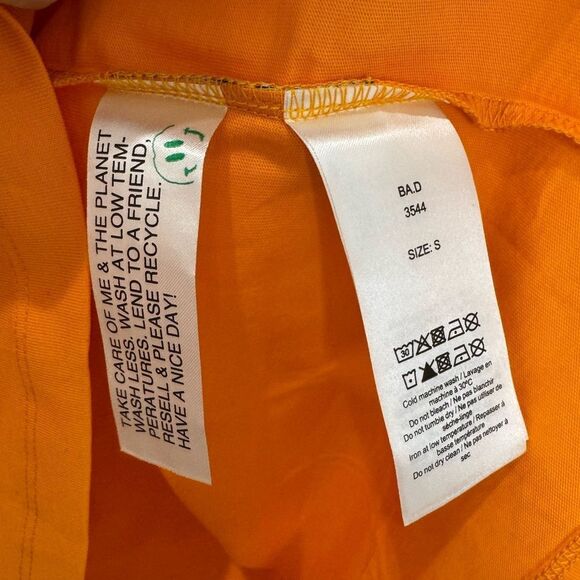 TAKE CARE OF ME & THE PLANET
WASH LESS. WASH AT LOW TEM-
PERATURES. LEND TO A FRIEND,
RESELL & PLEASE RECYCLE.
HAVE A NICE DAY!
BA.D
3544
SIZE: S
30
Cold machine wash / Lavage en
machine à 30°C
Do not bleach / Ne pas blanchir
Do not tumble dry / Ne pas utiliser de
sèche-linge
Iron at low temperature / Repasser à
basse température
Do not dry clean / Ne pas nettoyer à
sec